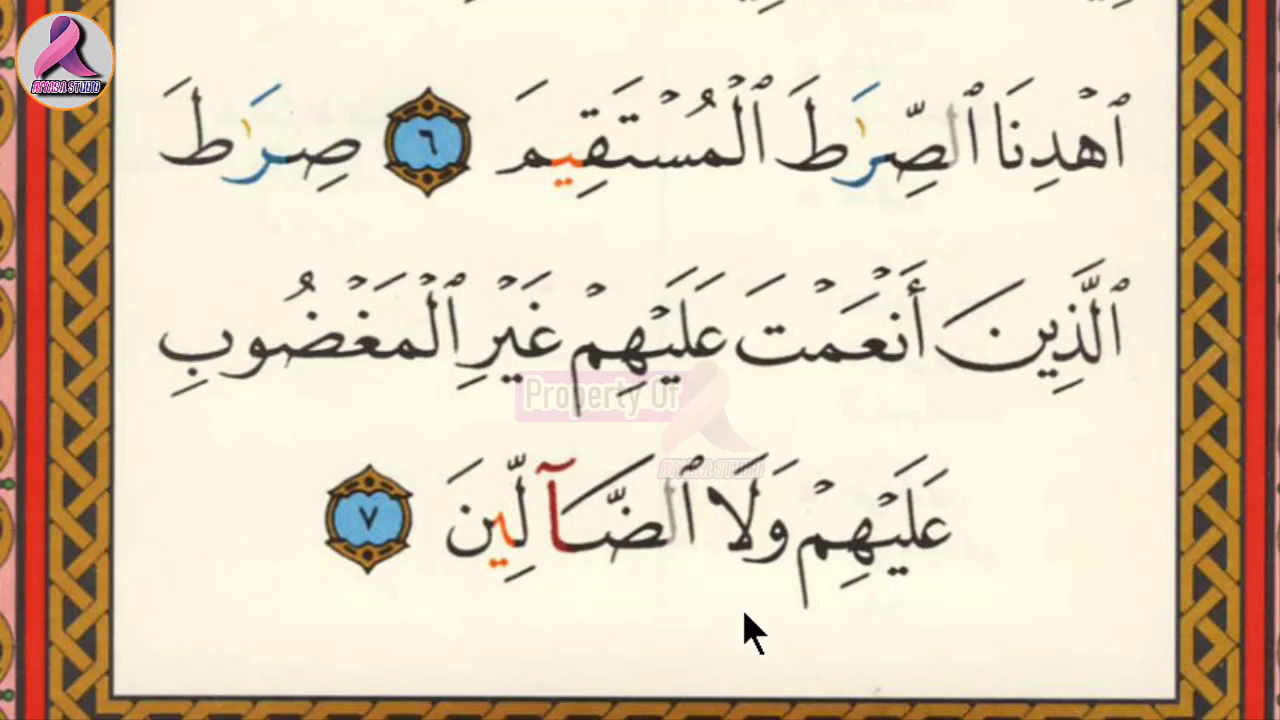 ٱهْدِنَا ٱلصِّرَٰطَ ٱلْمُسْتَقِيمَ ٦ صِرَٰطَ
ٱلَّذِينَ أَنْعَمْتَ عَلَيْهِمْ غَيْرِ ٱلْمَغْضُوبِ
Property Of
عَلَيْهِمْ وَلَا ٱلضَّآلِّينَ ٧